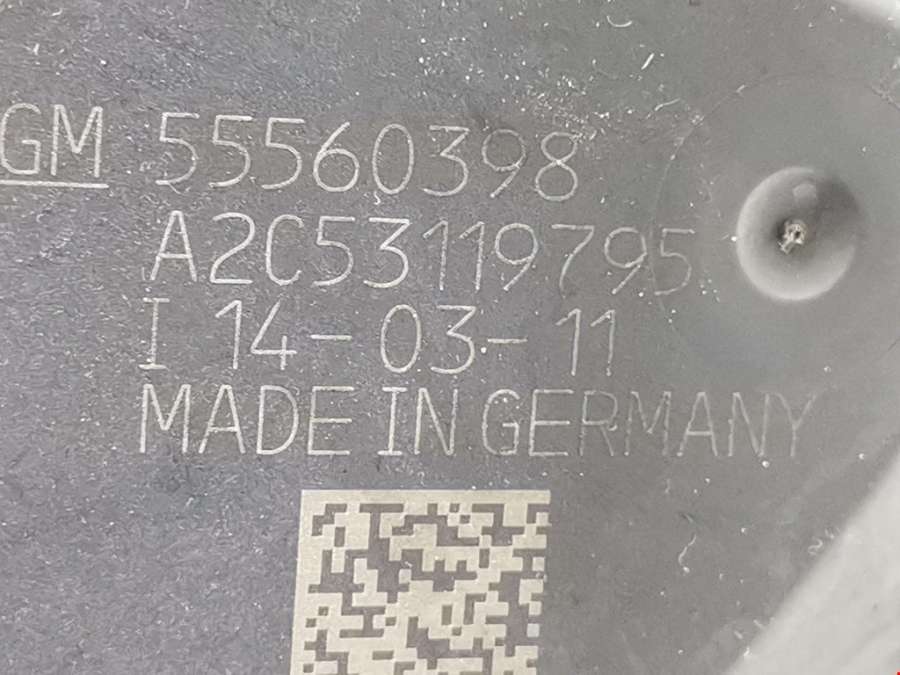 GM 55560398
A2C53119795
I 14-03-11
MADE IN GERMANY